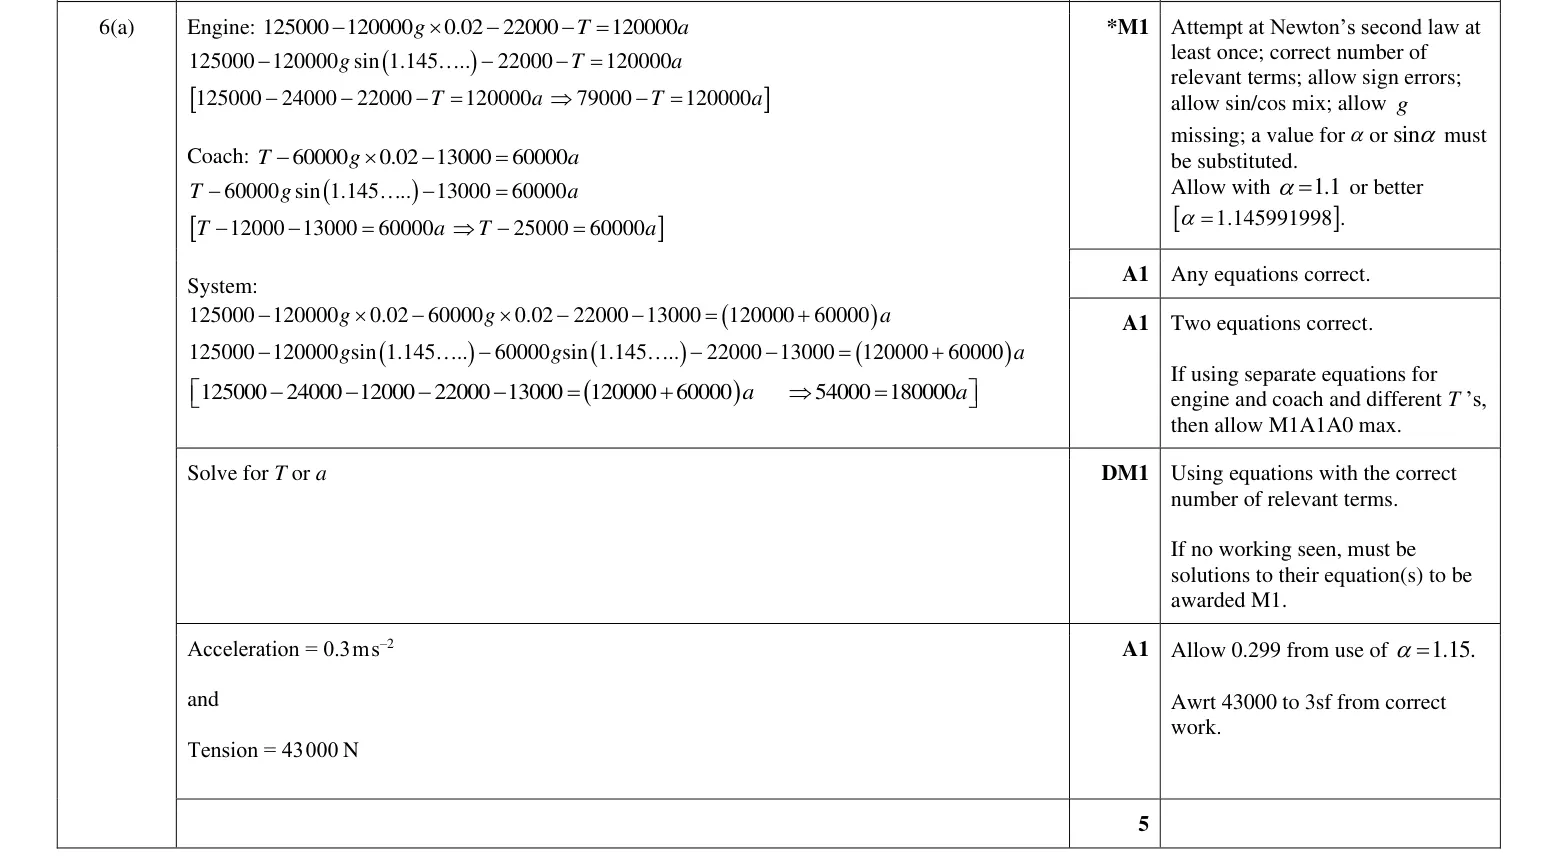 6(a)
Engine: 125000 − 120000g × 0.02 − 22000 − T = 120000a
125000 − 120000g sin(1.145…..) − 22000 − T = 120000a
[125000 − 24000 − 22000 − T = 120000a ⇒ 79000 − T = 120000a]
Coach: T − 60000g × 0.02 − 13000 = 60000a
T − 60000g sin(1.145…..) − 13000 = 60000a
[T − 12000 − 13000 = 60000a ⇒ T − 25000 = 60000a]
System:
125000 − 120000g × 0.02 − 60000g × 0.02 − 22000 − 13000 = (120000 + 60000)a
125000 − 120000gsin(1.145…..) − 60000gsin(1.145…..) − 22000 − 13000 = (120000 + 60000)a
[125000 − 24000 − 12000 − 22000 − 13000 = (120000 + 60000)a ⇒ 54000 = 180000a]
*M1
Attempt at Newton’s second law at
least once; correct number of
relevant terms; allow sign errors;
allow sin/cos mix; allow g
missing; a value for α or sinα must
be substituted.
Allow with α = 1.1 or better
[α = 1.145991998].
A1
Any equations correct.
A1
Two equations correct.
If using separate equations for
engine and coach and different T ’s,
then allow M1A1A0 max.
Solve for T or a
DM1
Using equations with the correct
number of relevant terms.
If no working seen, must be
solutions to their equation(s) to be
awarded M1.
Acceleration = 0.3 m s⁻²
and
Tension = 43 000 N
A1
Allow 0.299 from use of α = 1.15.
Awrt 43000 to 3sf from correct
work.
5